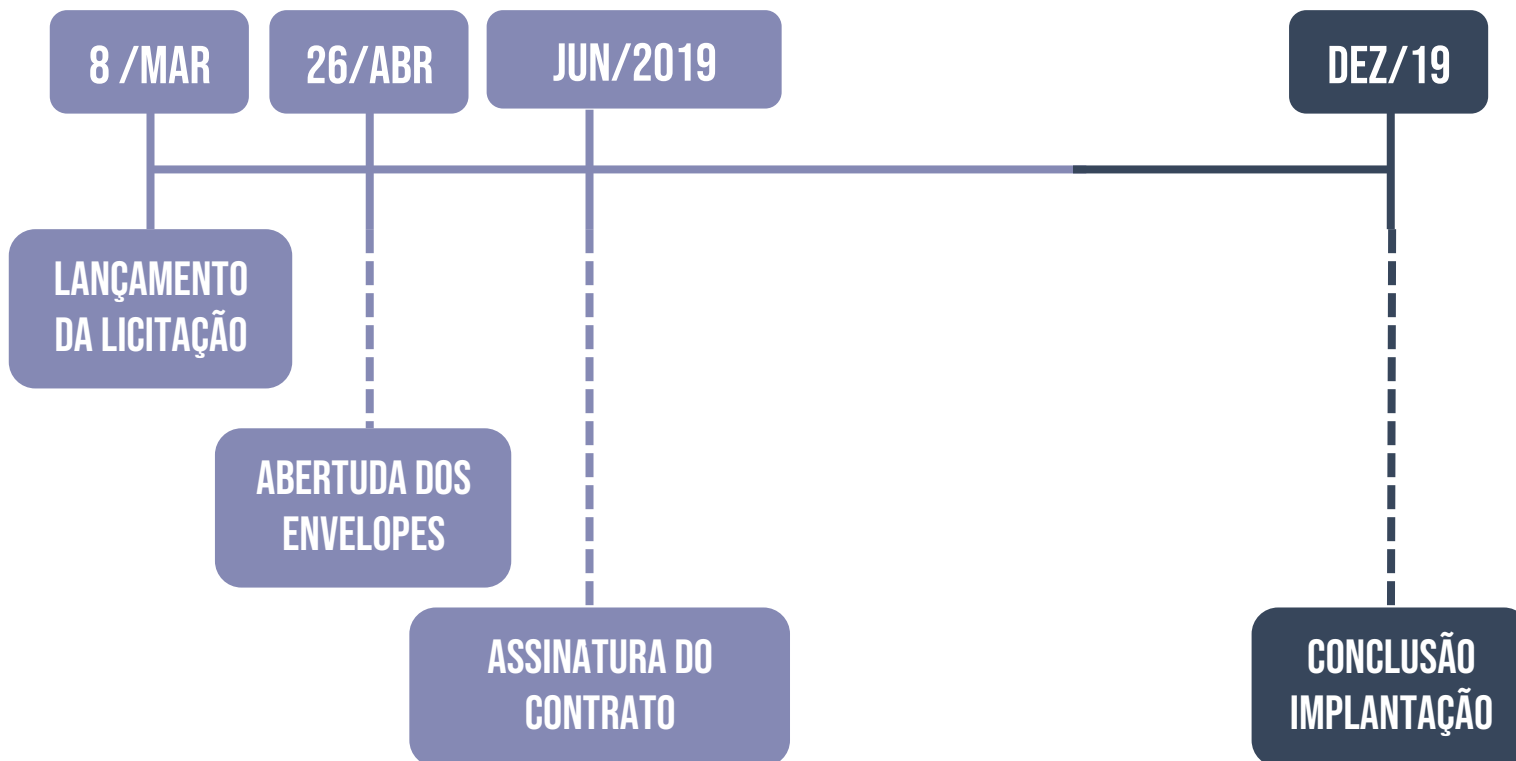 8 /MAR
26/ABR
JUN/2019
DEZ/19
LANÇAMENTO
DA LICITAÇÃO
ABERTUDA DOS
ENVELOPES
ASSINATURA DO
CONTRATO
CONCLUSÃO
IMPLANTAÇÃO